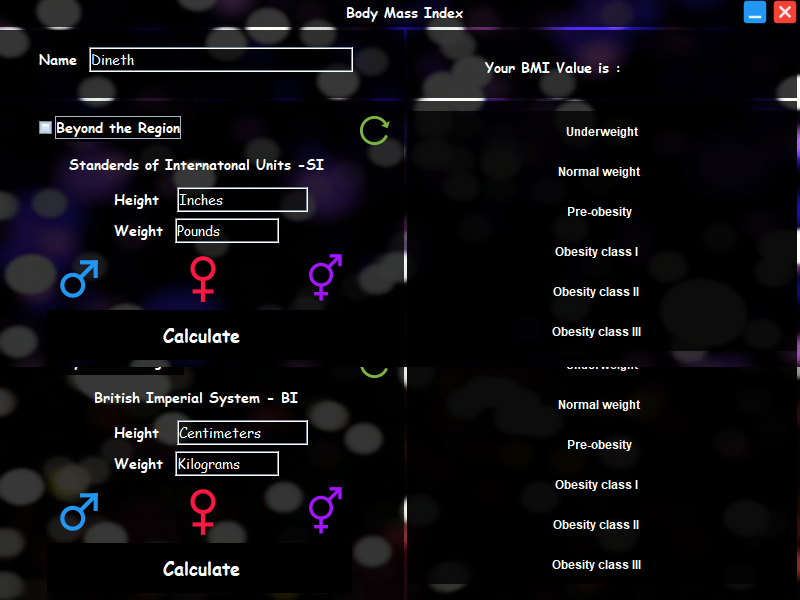 Body Mass Index
Name Dineth
Your BMI Value is :
Beyond the Region
Standerds of Internatonal Units -SI
Height Inches
Weight Pounds
Calculate
Underweight
Normal weight
Pre-obesity
Obesity class I
Obesity class II
Obesity class III
British Imperial System - BI
Height Centimeters
Weight Kilograms
Calculate
Underweight
Normal weight
Pre-obesity
Obesity class I
Obesity class II
Obesity class III